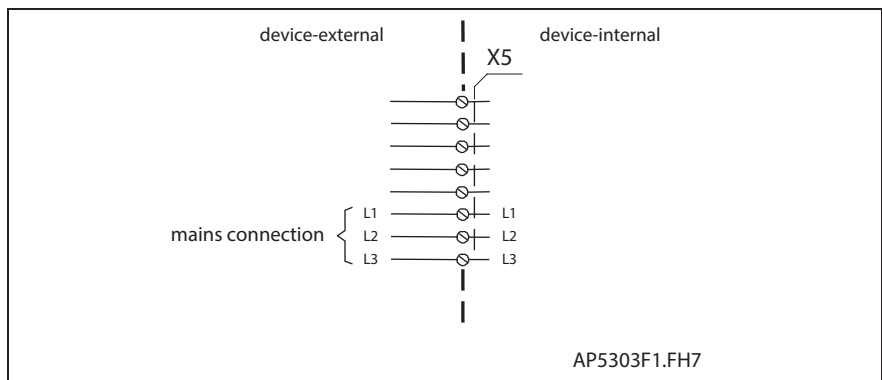 device-external device-internal
X5
L1 L1
mains connection L2 L2
L3 L3
AP5303F1.FH7